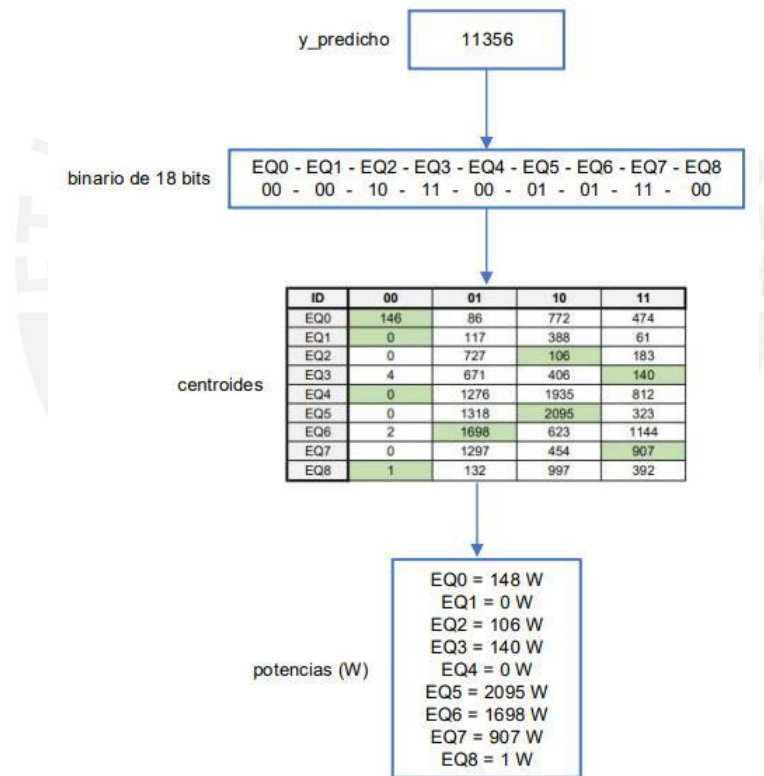 y_predicho
11356
binario de 18 bits
EQ0 - EQ1 - EQ2 - EQ3 - EQ4 - EQ5 - EQ6 - EQ7 - EQ8
00 - 00 - 10 - 11 - 00 - 01 - 01 - 11 - 00
centroides
ID 00 01 10 11
EQ0 146 86 772 474
EQ1 0 117 388 61
EQ2 0 727 106 183
EQ3 4 671 406 140
EQ4 0 1276 1935 812
EQ5 0 1318 2095 323
EQ6 2 1698 623 1144
EQ7 0 1297 454 907
EQ8 1 132 997 392
potencias (W)
EQ0 = 148 W
EQ1 = 0 W
EQ2 = 106 W
EQ3 = 140 W
EQ4 = 0 W
EQ5 = 2095 W
EQ6 = 1698 W
EQ7 = 907 W
EQ8 = 1 W